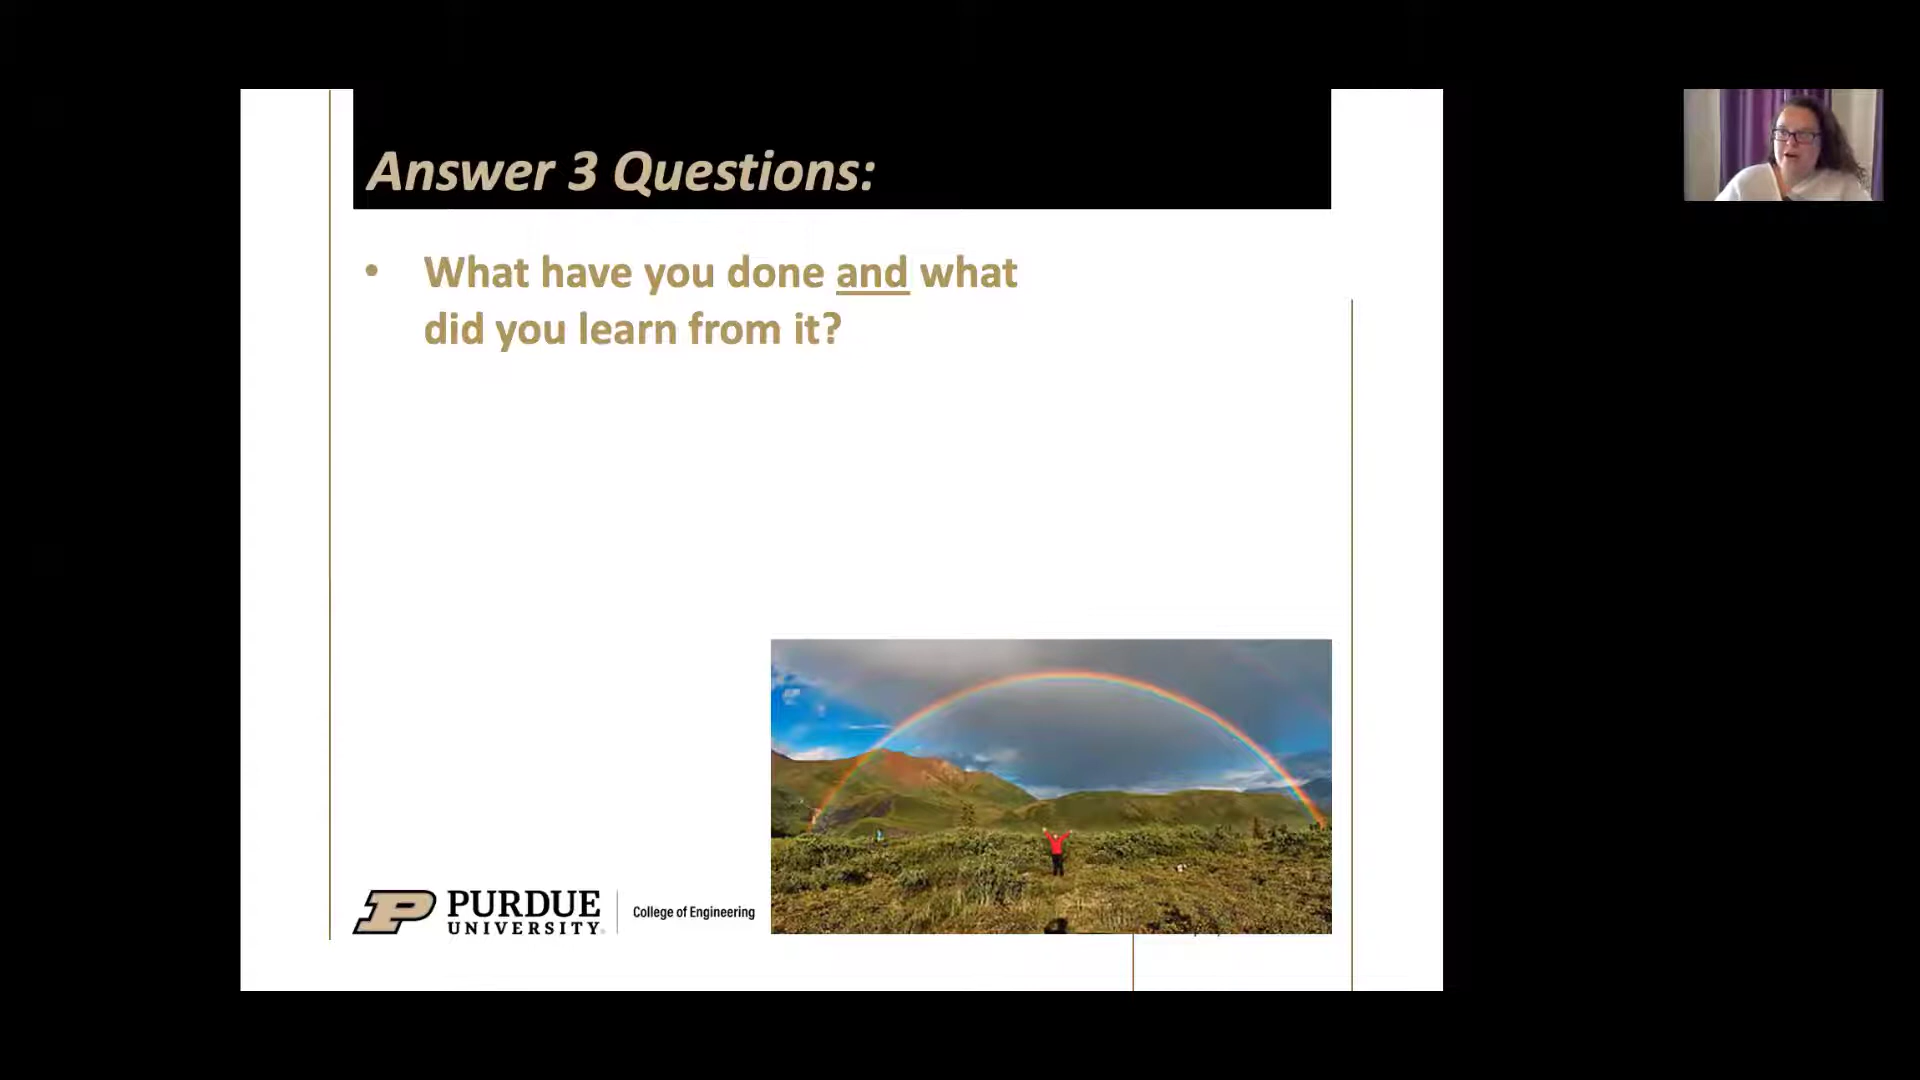 Answer 3 Questions:
• What have you done and what
did you learn from it?
PURDUE
UNIVERSITY
College of Engineering